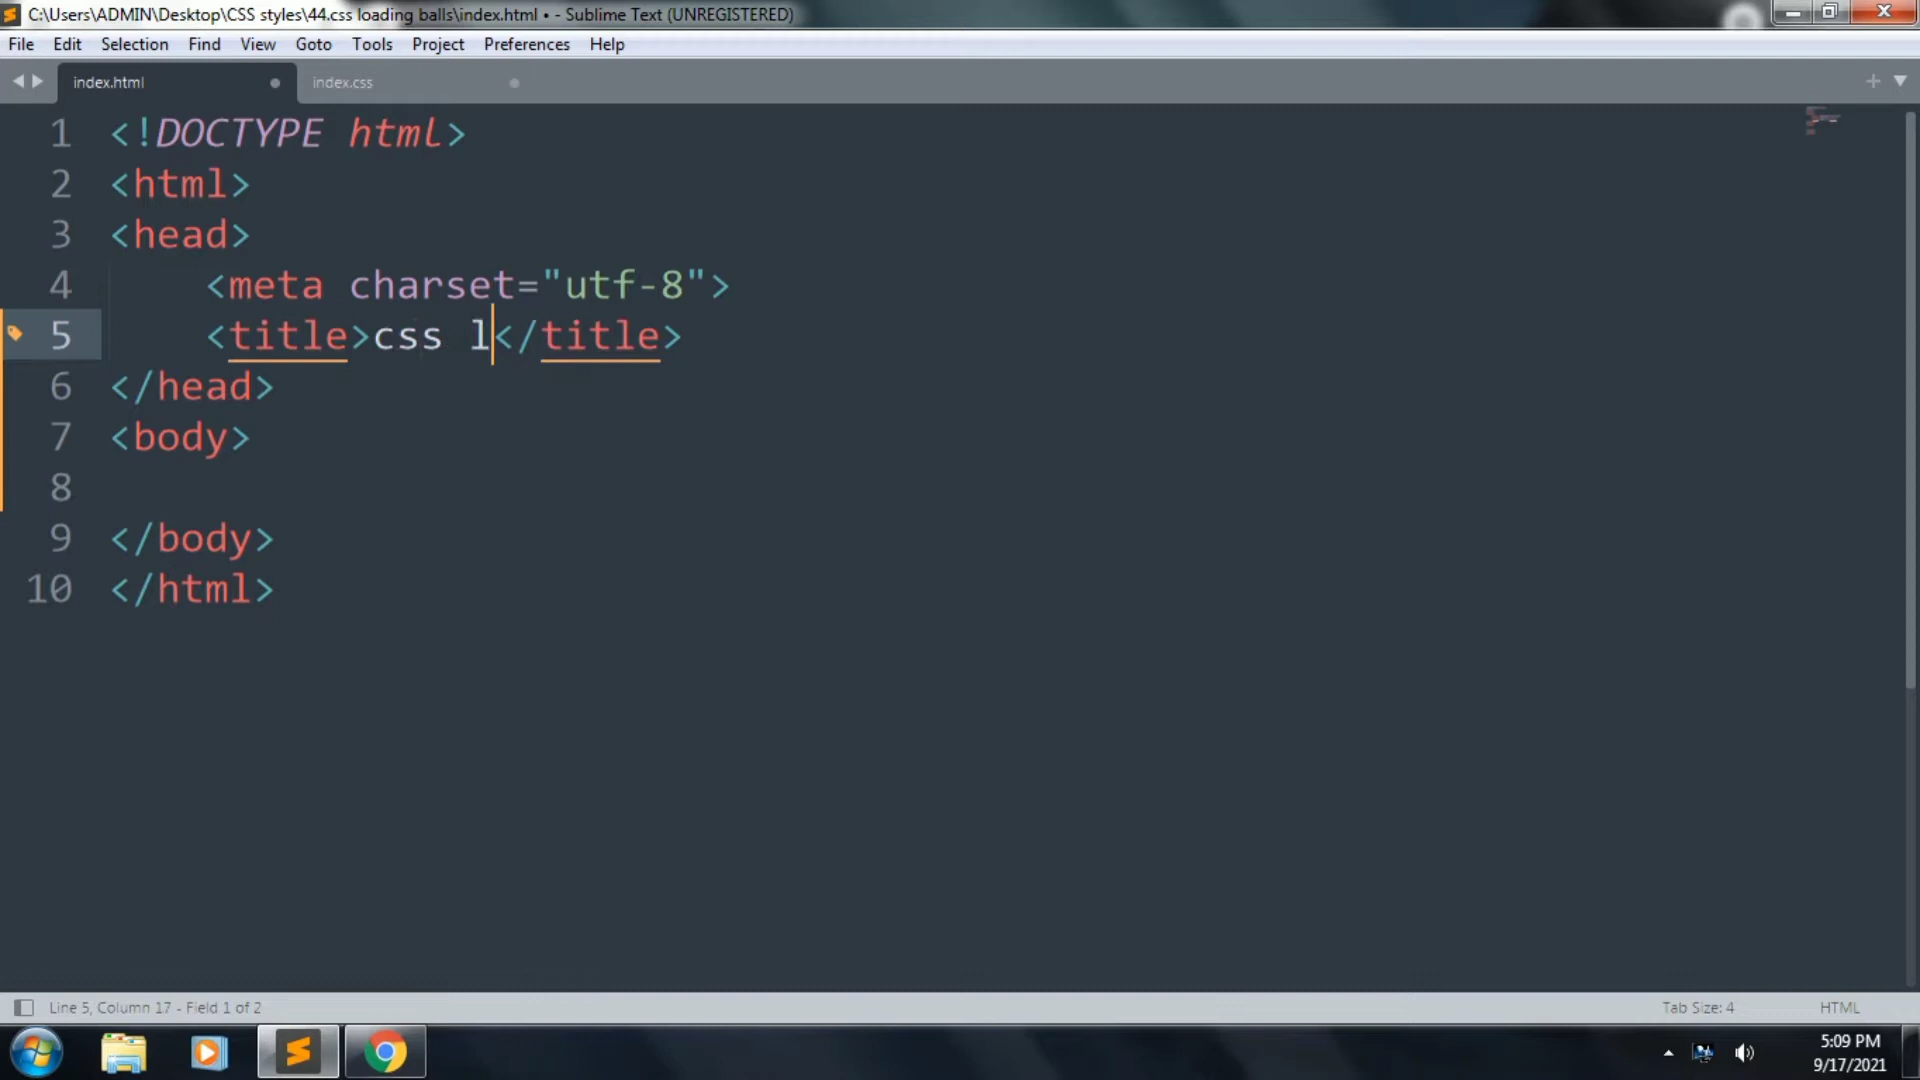 C:\Users\ADMIN\Desktop\CSS styles\44.css loading balls\index.html • - Sublime Text (UNREGISTERED)
File Edit Selection Find View Goto Tools Project Preferences Help
index.html index.css
1 <!DOCTYPE html>
2 <html>
3 <head>
4 <meta charset="utf-8">
5 <title>css l</title>
6 </head>
7 <body>
8
9 </body>
10 </html>
Line 5, Column 17 - Field 1 of 2 Tab Size: 4 HTML
5:09 PM
9/17/2021